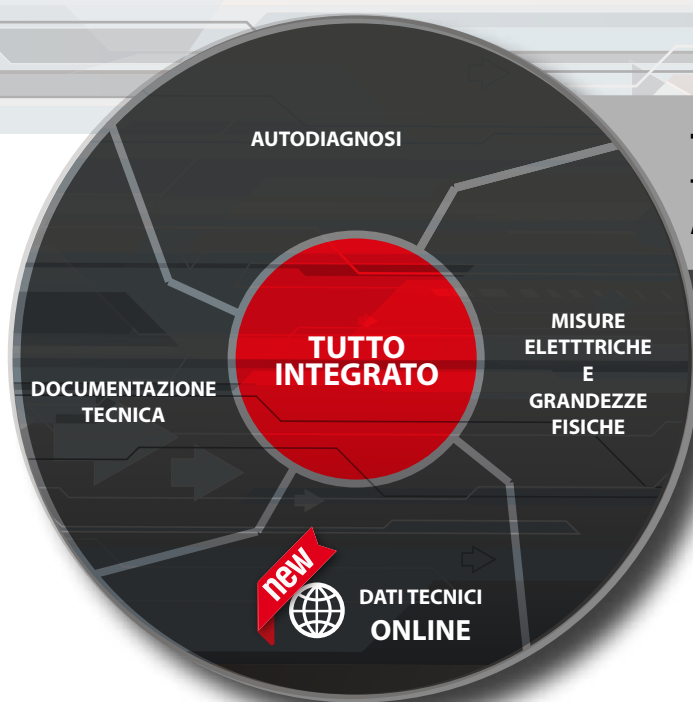 AUTODIAGNOSI
TUTTO
INTEGRATO
MISURE
ELETTTRICHE
E
GRANDEZZE
FISICHE
DOCUMENTAZIONE
TECNICA
new
DATI TECNICI
ONLINE